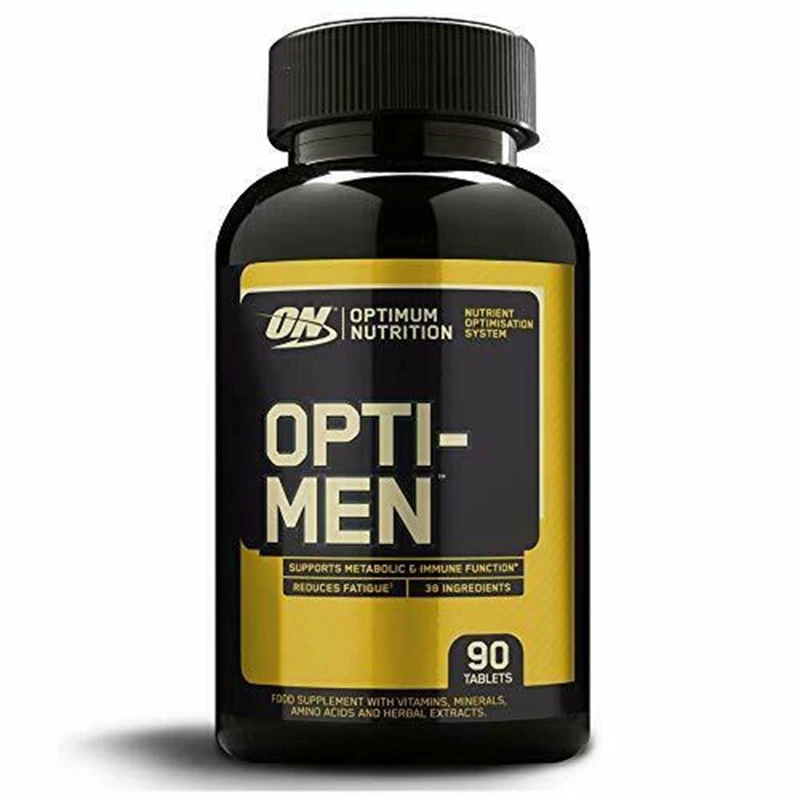 ON
OPTIMUM
NUTRITION
NUTRIENT
OPTIMISATION
SYSTEM
OPTI-
MEN™
SUPPORTS METABOLIC & IMMUNE FUNCTION*
REDUCES FATIGUE‡ 38 INGREDIENTS
90
TABLETS
FOOD SUPPLEMENT WITH VITAMINS, MINERALS,
AMINO ACIDS AND HERBAL EXTRACTS.